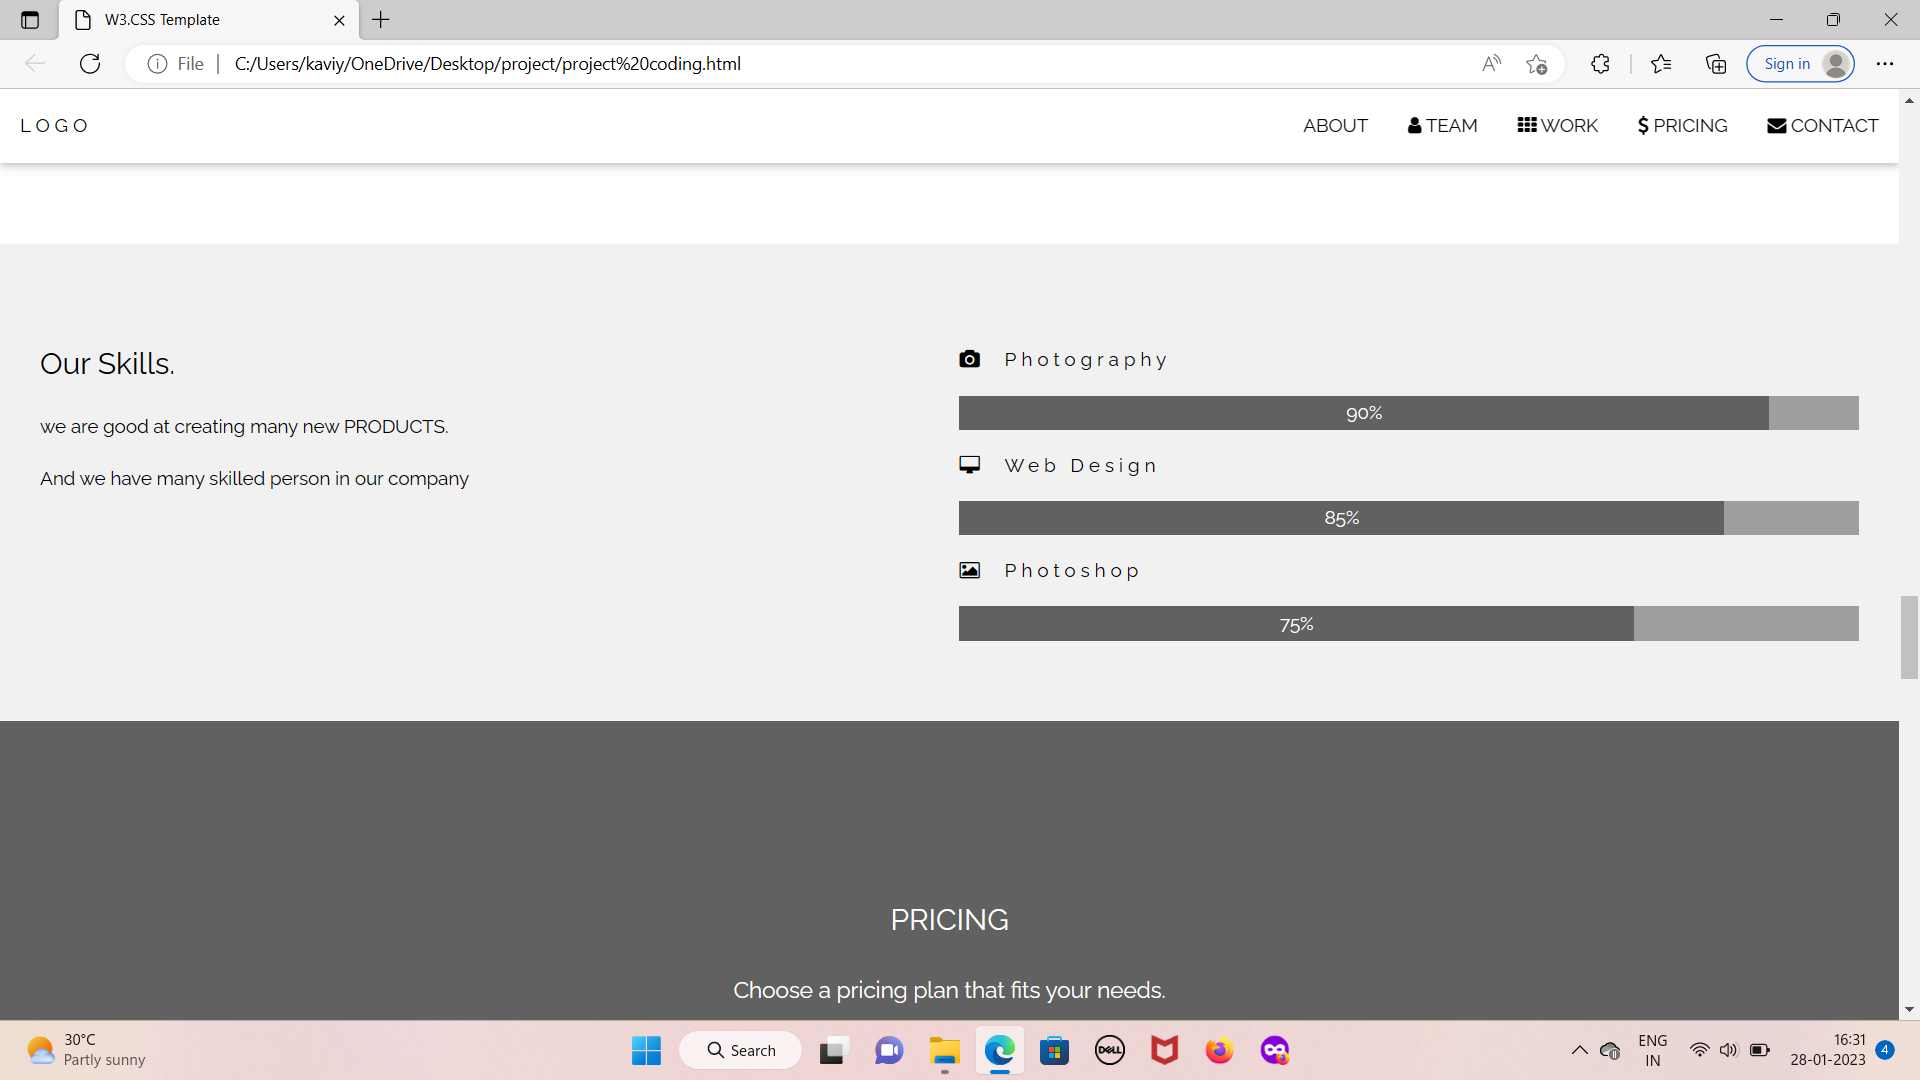 W3.CSS Template
File
C:/Users/kaviy/OneDrive/Desktop/project/project%20coding.html
Sign in
LOGO
ABOUT TEAM WORK PRICING CONTACT
Our Skills.
we are good at creating many new PRODUCTS.
And we have many skilled person in our company
Photography
90%
Web Design
85%
Photoshop
75%
PRICING
Choose a pricing plan that fits your needs.
30°C
Partly sunny
Search
DELL
ENG
IN
16:31
28-01-2023
4